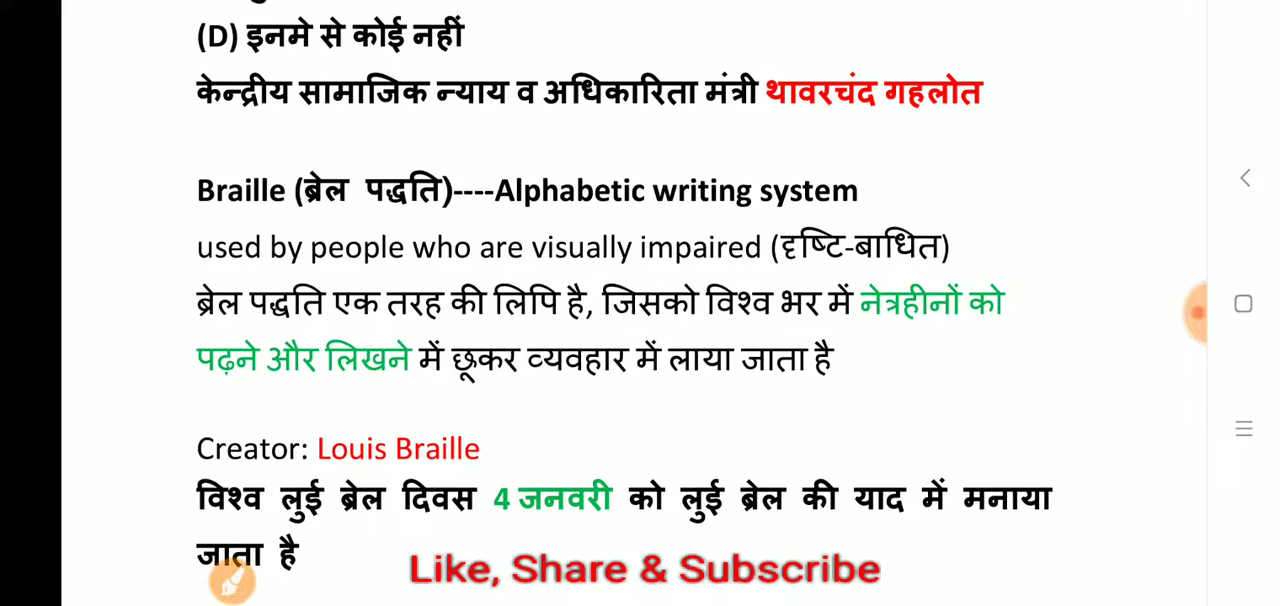 (D) इनमे से कोई नहीं
केन्द्रीय सामाजिक न्याय व अधिकारिता मंत्री थावरचंद गहलोत
Braille (ब्रेल पद्धति)----Alphabetic writing system
used by people who are visually impaired (दृष्टि-बाधित)
ब्रेल पद्धति एक तरह की लिपि है, जिसको विश्व भर में नेत्रहीनों को
पढ़ने और लिखने में छूकर व्यवहार में लाया जाता है
Creator: Louis Braille
विश्व लुई ब्रेल दिवस 4 जनवरी को लुई ब्रेल की याद में मनाया
जाता है
Like, Share & Subscribe